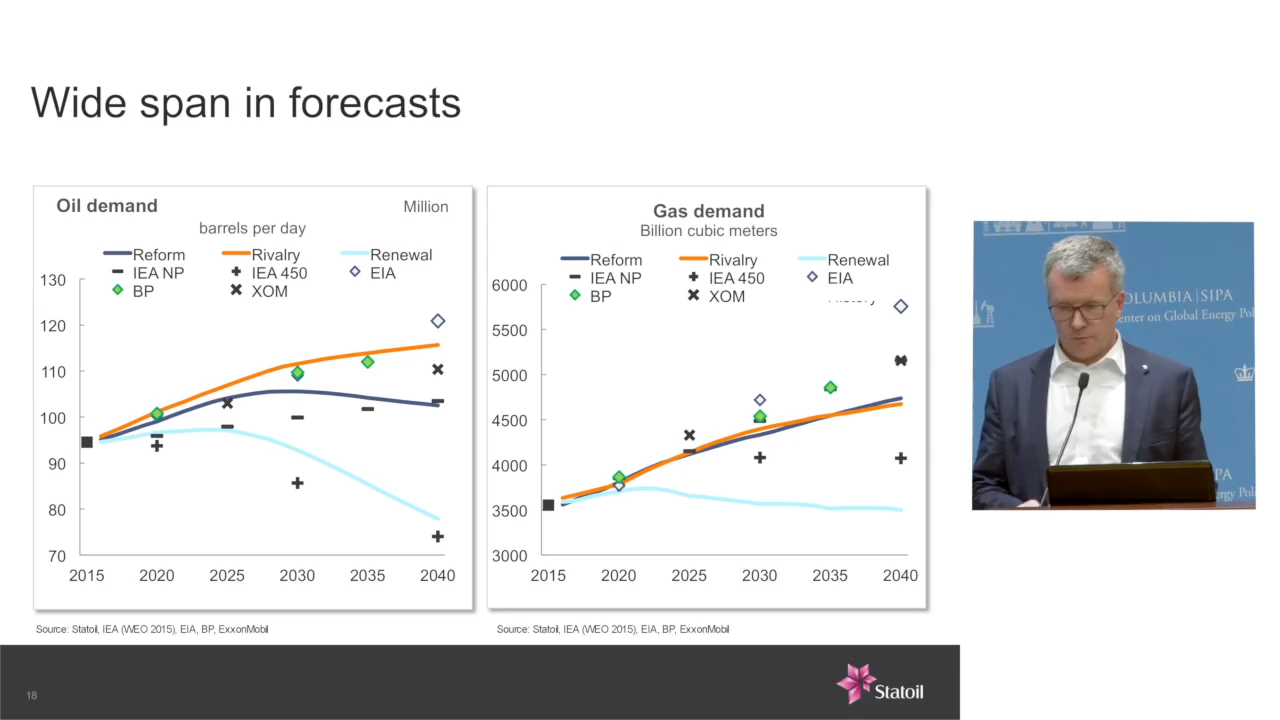 Wide span in forecasts
Oil demand Million
barrels per day
Reform Rivalry Renewal
IEA NP IEA 450 EIA
BP XOM
130
120
110
100
90
80
70
2015 2020 2025 2030 2035 2040
Source: Statoil, IEA (WEO 2015), EIA, BP, ExxonMobil
Gas demand
Billion cubic meters
Reform Rivalry Renewal
IEA NP IEA 450 EIA
BP XOM
6000
5500
5000
4500
4000
3500
3000
2015 2020 2025 2030 2035 2040
Source: Statoil, IEA (WEO 2015), EIA, BP, ExxonMobil
OLUMBIA | SIPA
enter on Global Energy Pol
IPA
ergy Poli
18
Statoil